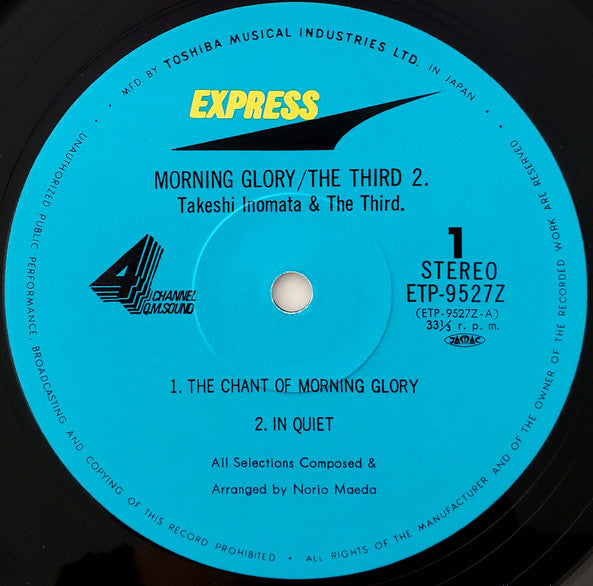 MFD. BY TOSHIBA MUSICAL INDUSTRIES LTD. IN JAPAN •
EXPRESS
MORNING GLORY/THE THIRD 2.
Takeshi Inomata & The Third.
4
CHANNEL
Q.M.SOUND
1
STEREO
ETP-9527Z
(ETP-9527Z-A)
33⅓ r. p. m.
JASRAC
1. THE CHANT OF MORNING GLORY
2. IN QUIET
All Selections Composed &
Arranged by Norio Maeda
UNAUTHORIZED PUBLIC PERFORMANCE, BROADCASTING AND COPYING OF THIS RECORD PROHIBITED • ALL RIGHTS OF THE MANUFACTURER AND OF THE OWNER OF THE RECORDED WORK ARE RESERVED